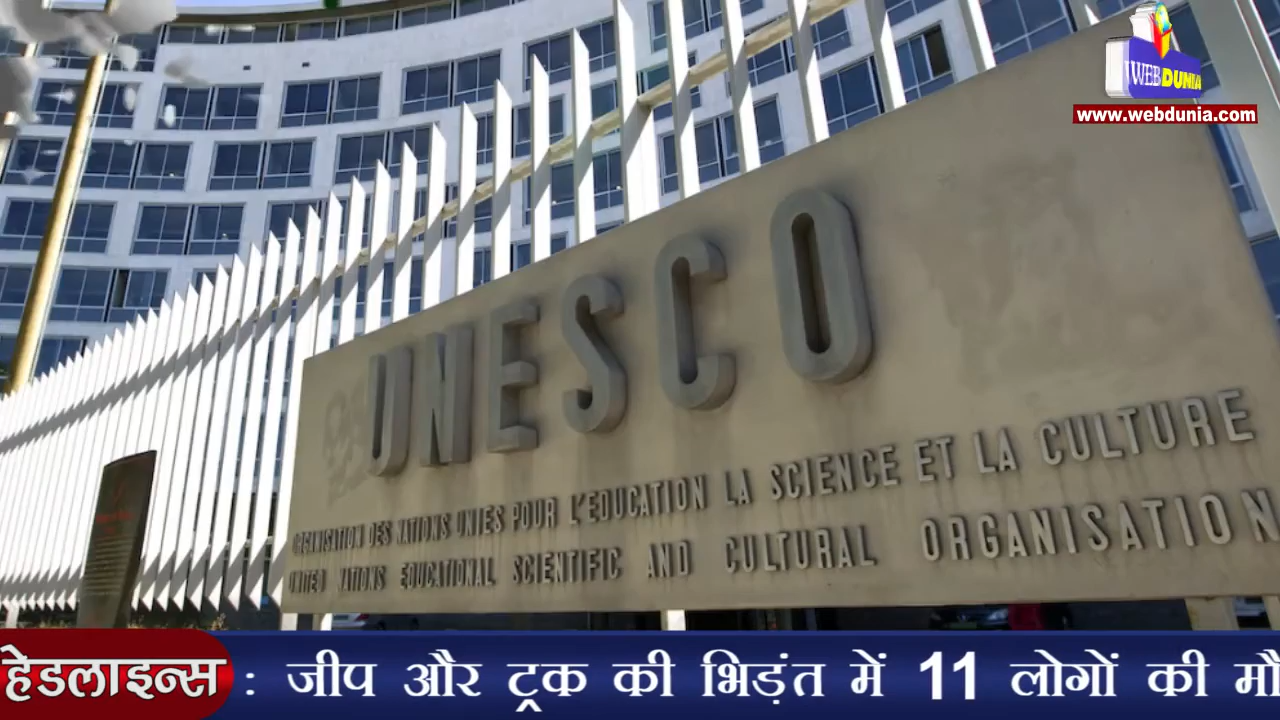 WEBDUNIA
www.webdunia.com
UNESCO
ORGANISATION DES NATIONS UNIES POUR L'EDUCATION LA SCIENCE ET LA CULTURE
UNITED NATIONS EDUCATIONAL SCIENTIFIC AND CULTURAL ORGANISATION
हेडलाइन्स : जीप और ट्रक की भिड़ंत में 11 लोगों की मौ